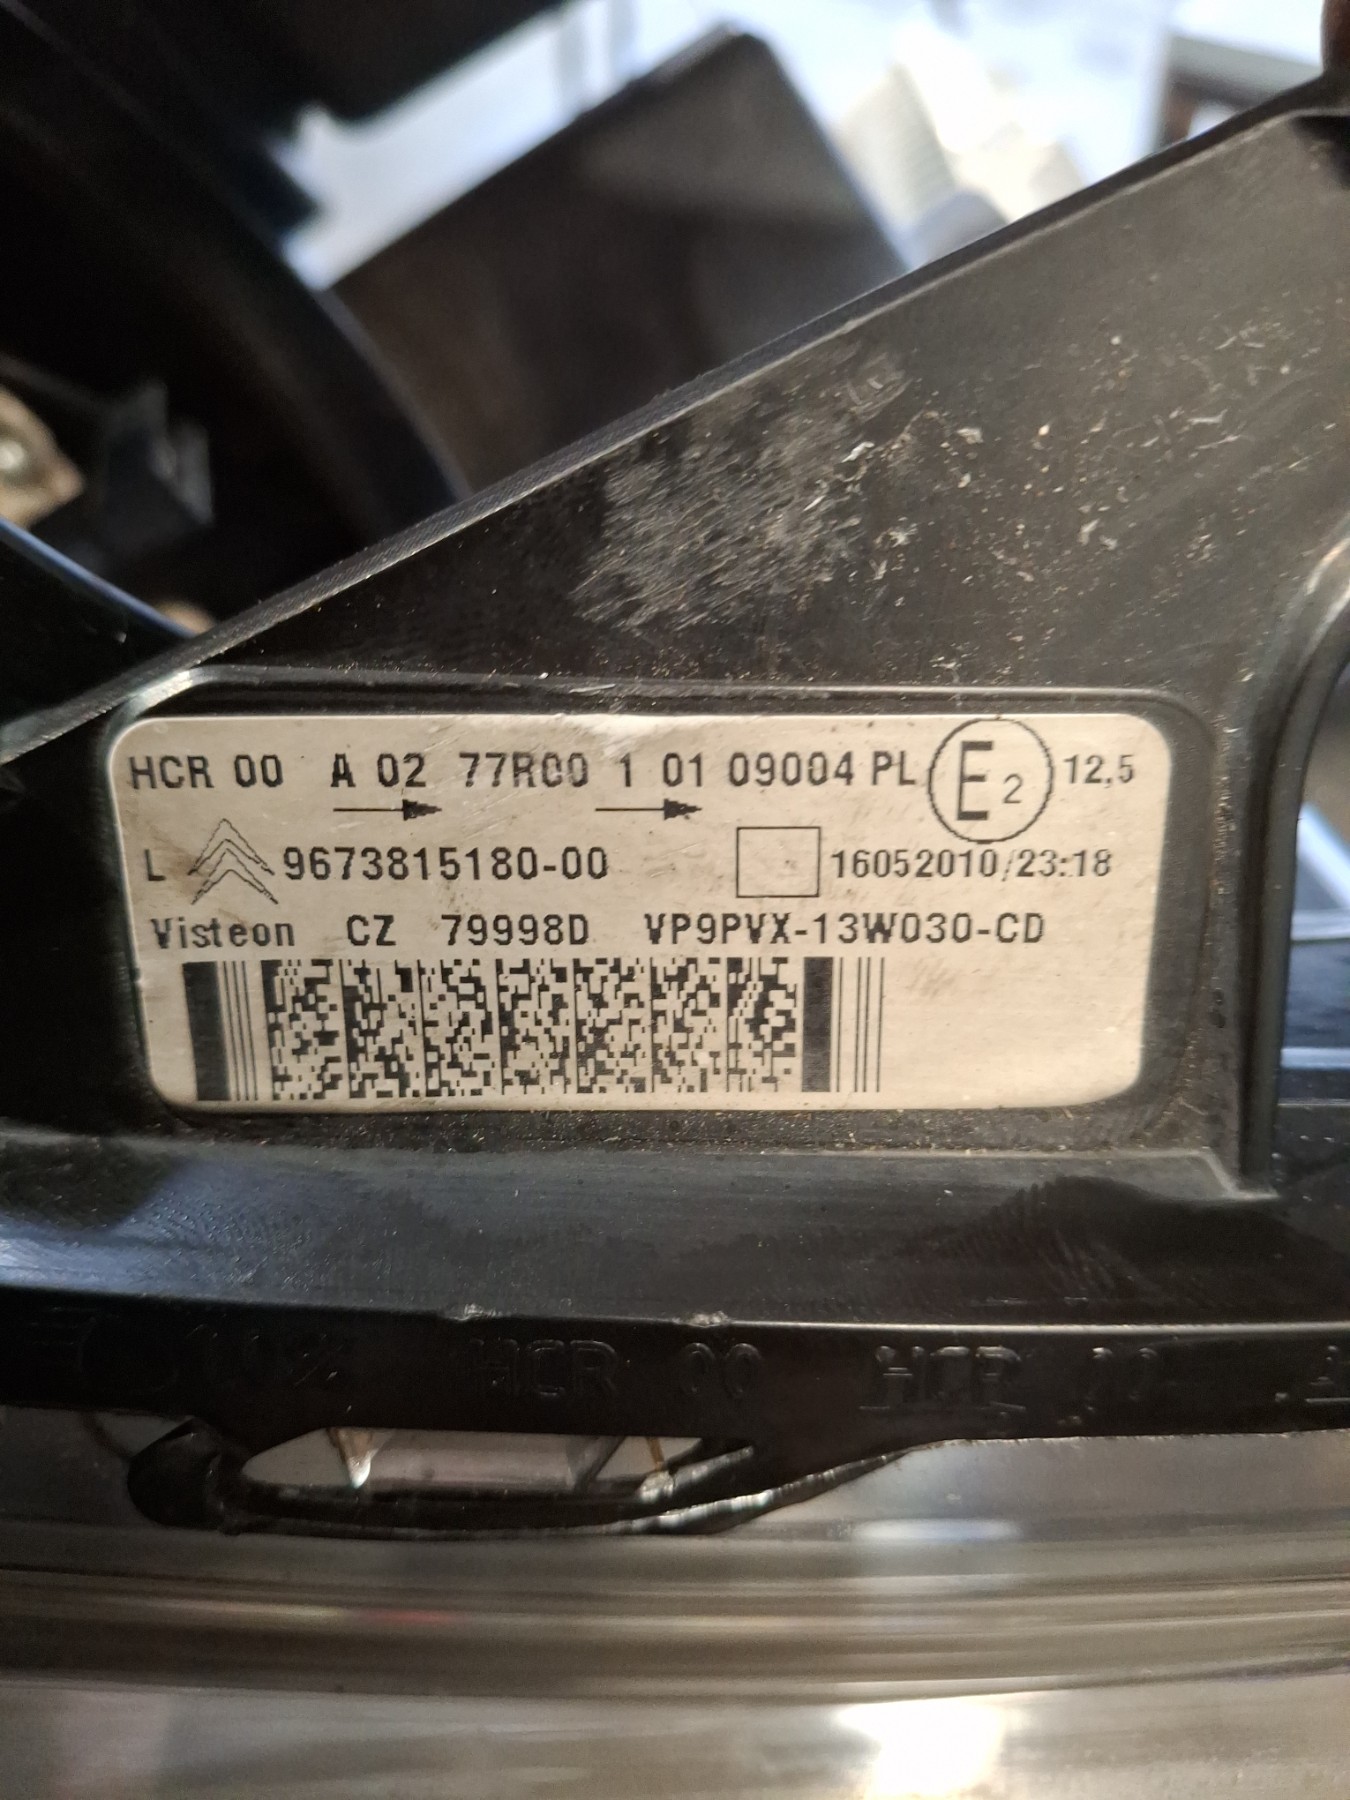 HCR 00 A 02 77R00 1 01 09004 PL E2 12,5
L 9673815180-00 16052010/23:18
Visteon CZ 79998D VP9PVX-13W030-CD
HCR 00 HCR 00